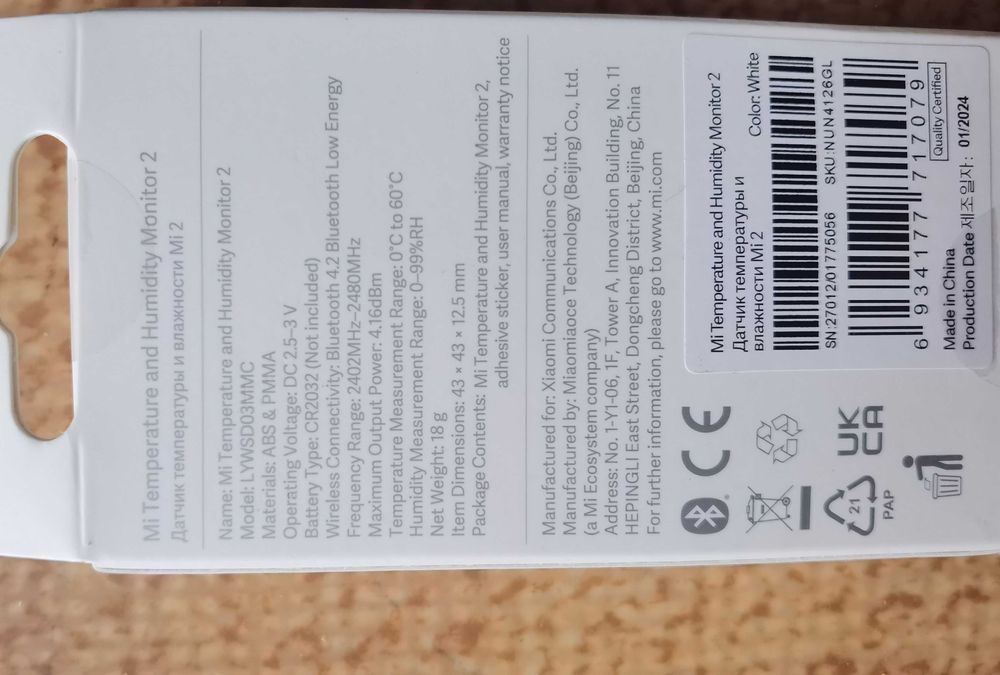 Mi Temperature and Humidity Monitor 2
Датчик температуры и влажности Mi 2
Name: Mi Temperature and Humidity Monitor 2
Model: LYWSD03MMC
Materials: ABS & PMMA
Operating Voltage: DC 2.5–3 V
Battery Type: CR2032 (Not included)
Wireless Connectivity: Bluetooth 4.2 Bluetooth Low Energy
Frequency Range: 2402MHz–2480MHz
Maximum Output Power: 4.16dBm
Temperature Measurement Range: 0°C to 60°C
Humidity Measurement Range: 0–99%RH
Net Weight: 18 g
Item Dimensions: 43 × 43 × 12.5 mm
Package Contents: Mi Temperature and Humidity Monitor 2,
adhesive sticker, user manual, warranty notice
Manufactured for: Xiaomi Communications Co., Ltd.
Manufactured by: Miaomiaoce Technology (Beijing) Co., Ltd.
(a Mi Ecosystem company)
Address: No. 1-Y1-06, 1F, Tower A, Innovation Building, No. 11
HEPINGLI East Street, Dongcheng District, Beijing, China
For further information, please go to www.mi.com
CE
UK
CA
21
PAP
Mi Temperature and Humidity Monitor 2
Датчик температуры и
влажности Mi 2
Color: White
SN:27012/01775056 SKU:NUN4126GL
6 934177 717079
Made in China
Quality Certified
Production Date 제조일자 : 01/2024